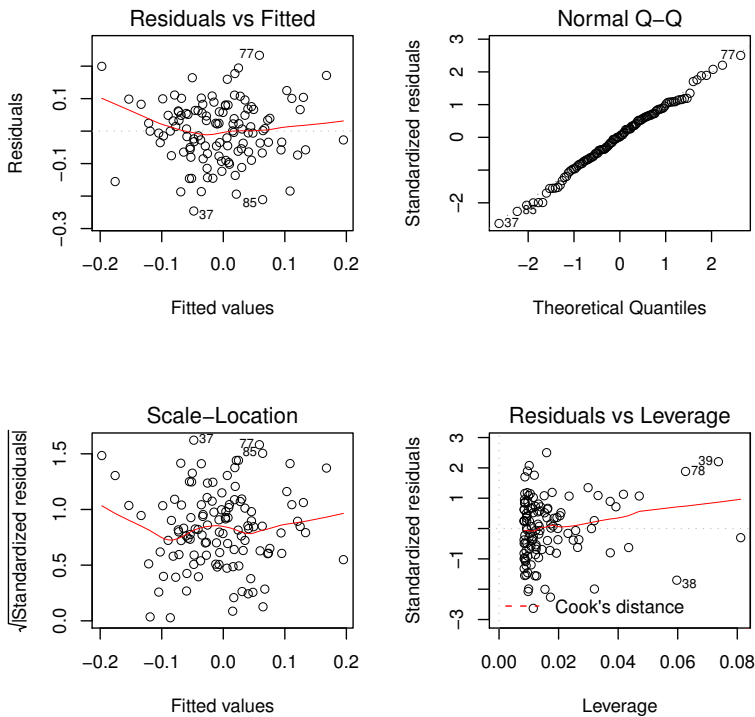 Residuals vs Fitted
Residuals
0.1
−0.1
−0.3
77
37
85
−0.2 −0.1 0.0 0.1 0.2
Fitted values
Normal Q−Q
Standardized residuals
3
2
0
−2
77
85
37
−2 −1 0 1 2
Theoretical Quantiles
Scale−Location
√|Standardized residuals|
1.5
1.0
0.5
0.0
37
77
85
−0.2 −0.1 0.0 0.1 0.2
Fitted values
Residuals vs Leverage
Standardized residuals
3
1
−1
−3
39
78
38
Cook's distance
0.00 0.02 0.04 0.06 0.08
Leverage